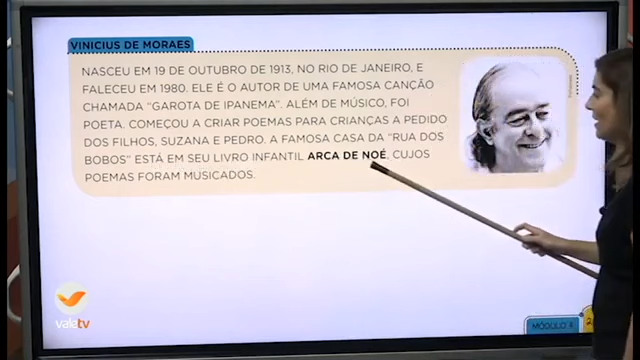 VINICIUS DE MORAES
NASCEU EM 19 DE OUTUBRO DE 1913, NO RIO DE JANEIRO, E
FALECEU EM 1980. ELE É O AUTOR DE UMA FAMOSA CANÇÃO
CHAMADA “GAROTA DE IPANEMA”. ALÉM DE MÚSICO, FOI
POETA. COMEÇOU A CRIAR POEMAS PARA CRIANÇAS A PEDIDO
DOS FILHOS, SUZANA E PEDRO. A FAMOSA CASA DA “RUA DOS
BOBOS” ESTÁ EM SEU LIVRO INFANTIL ARCA DE NOÉ, CUJOS
POEMAS FORAM MUSICADOS.
valetv
MÓDULO 4